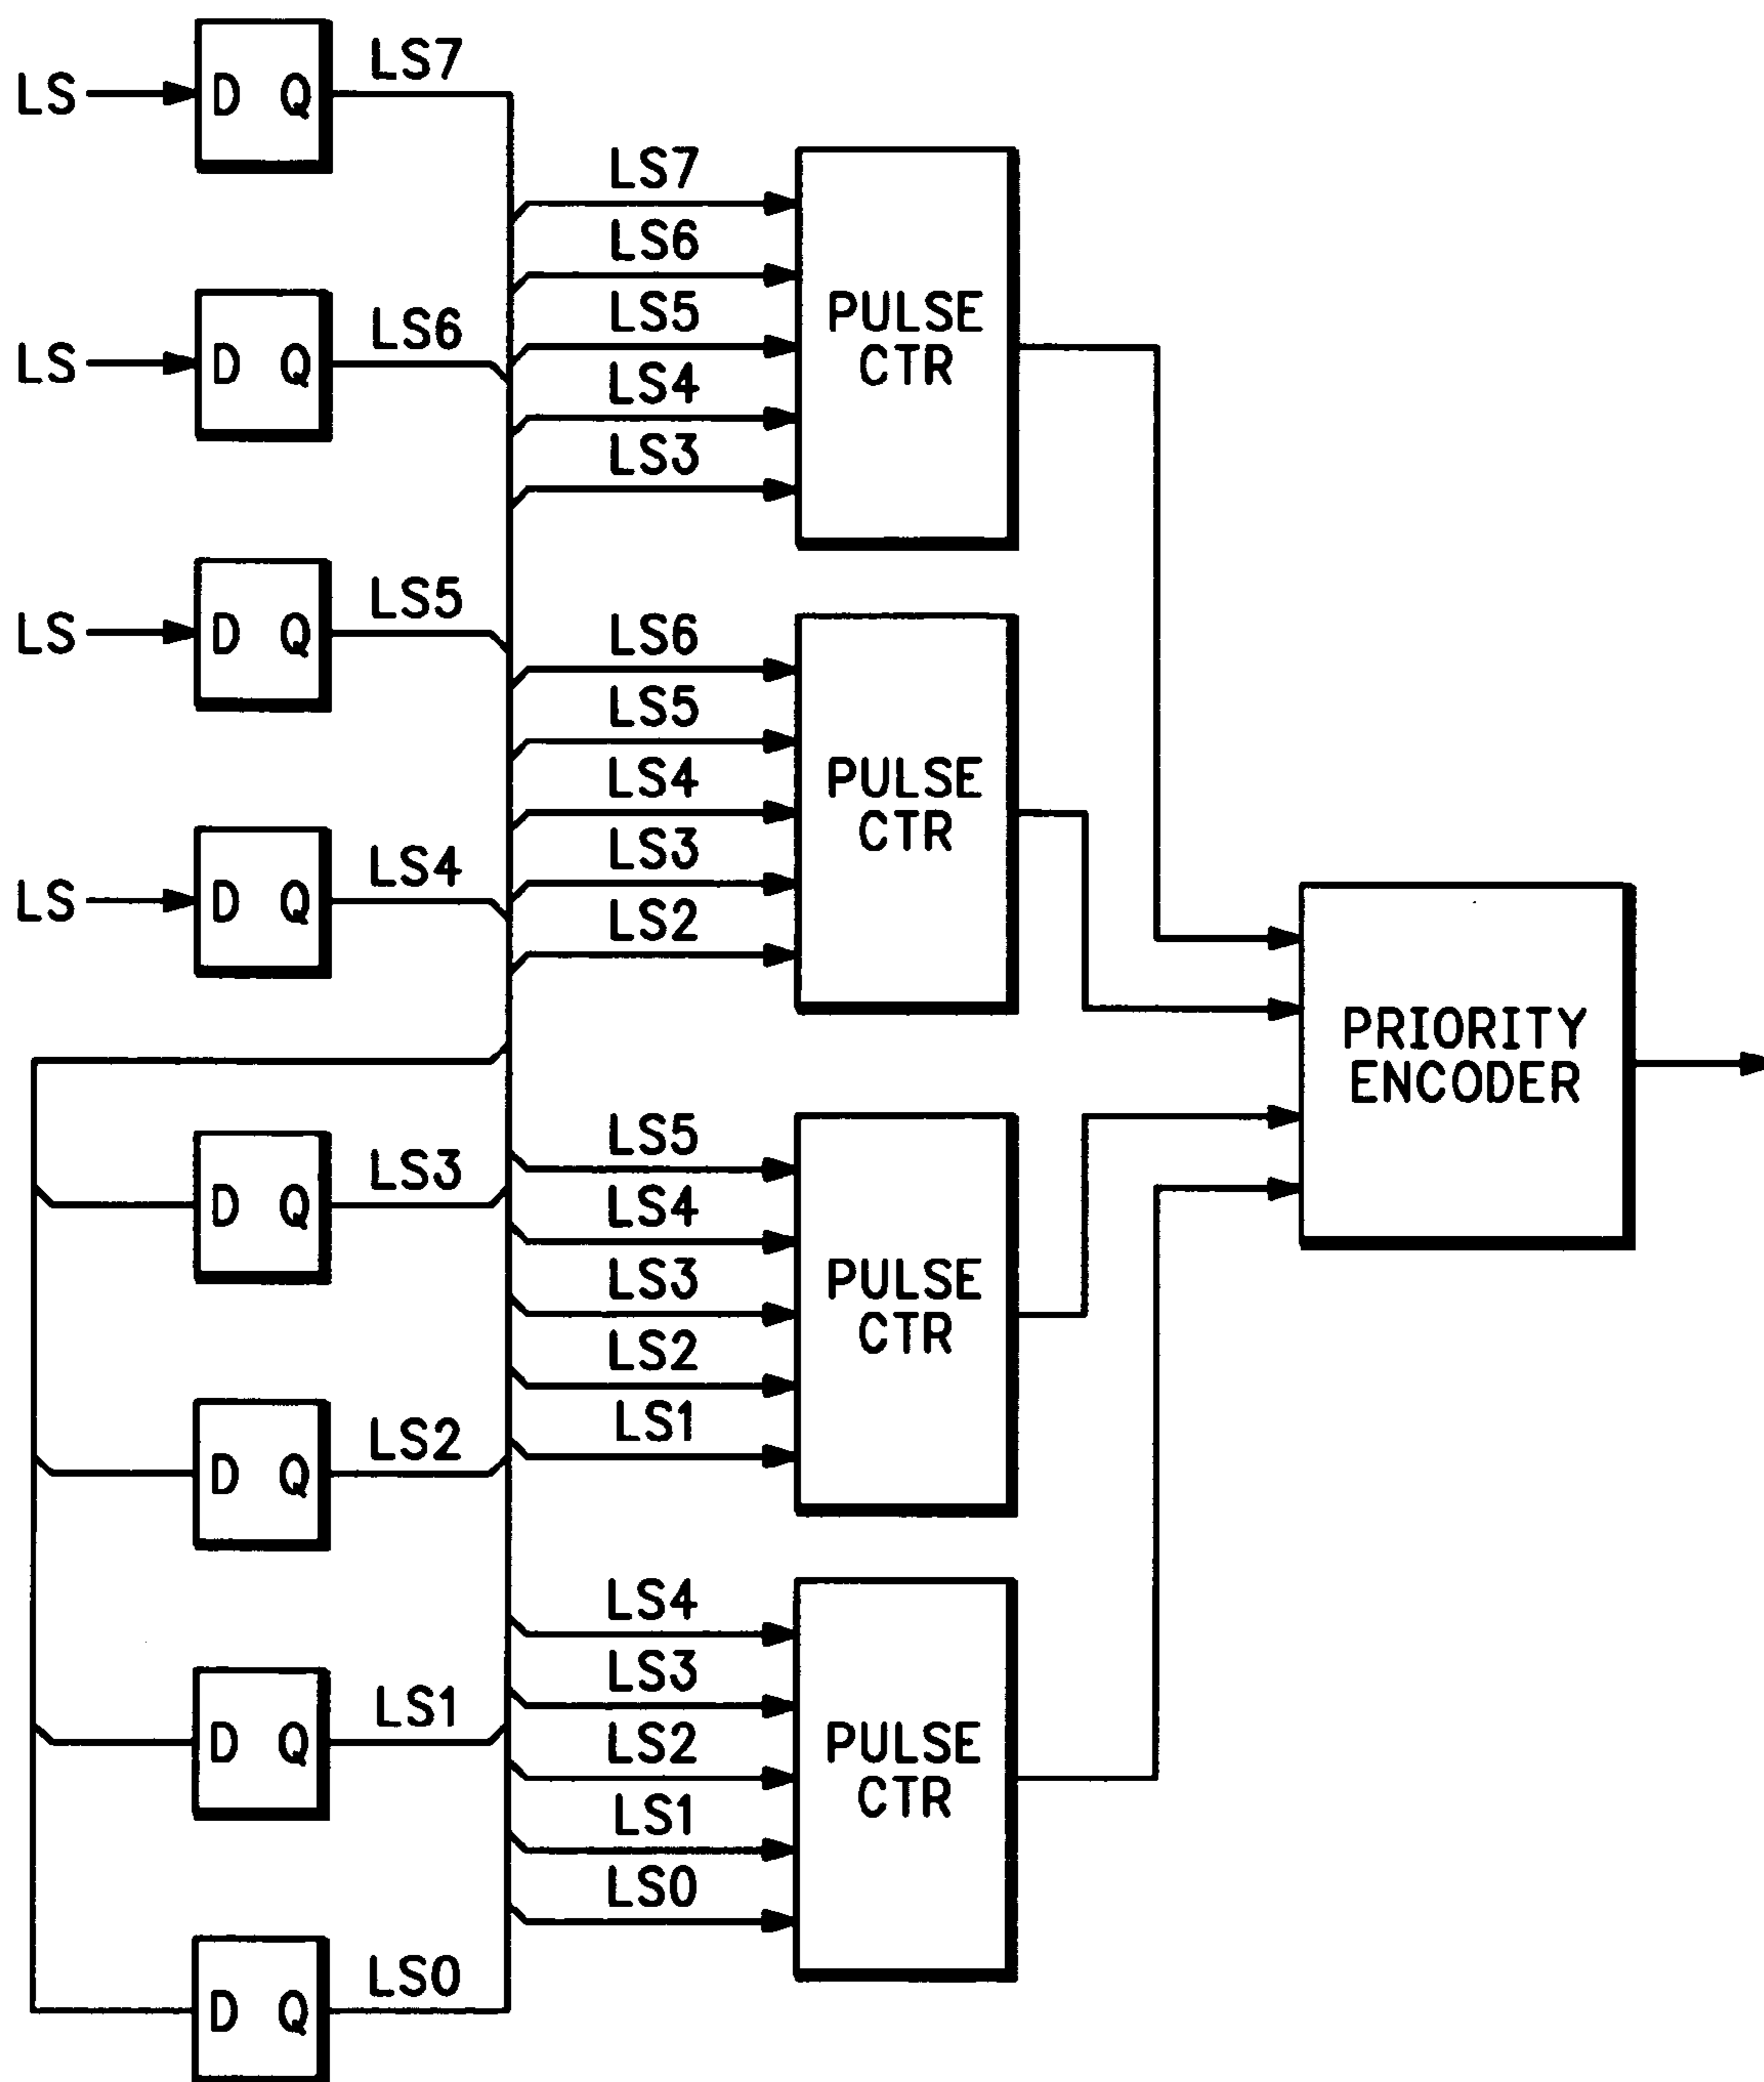 LS
D Q
LS7
LS
D Q
LS6
LS
D Q
LS5
LS
D Q
LS4
D Q
LS3
D Q
LS2
D Q
LS1
D Q
LS0
LS7
LS6
LS5
LS4
LS3
PULSE
CTR
LS6
LS5
LS4
LS3
LS2
PULSE
CTR
LS5
LS4
LS3
LS2
LS1
PULSE
CTR
LS4
LS3
LS2
LS1
LS0
PULSE
CTR
PRIORITY
ENCODER